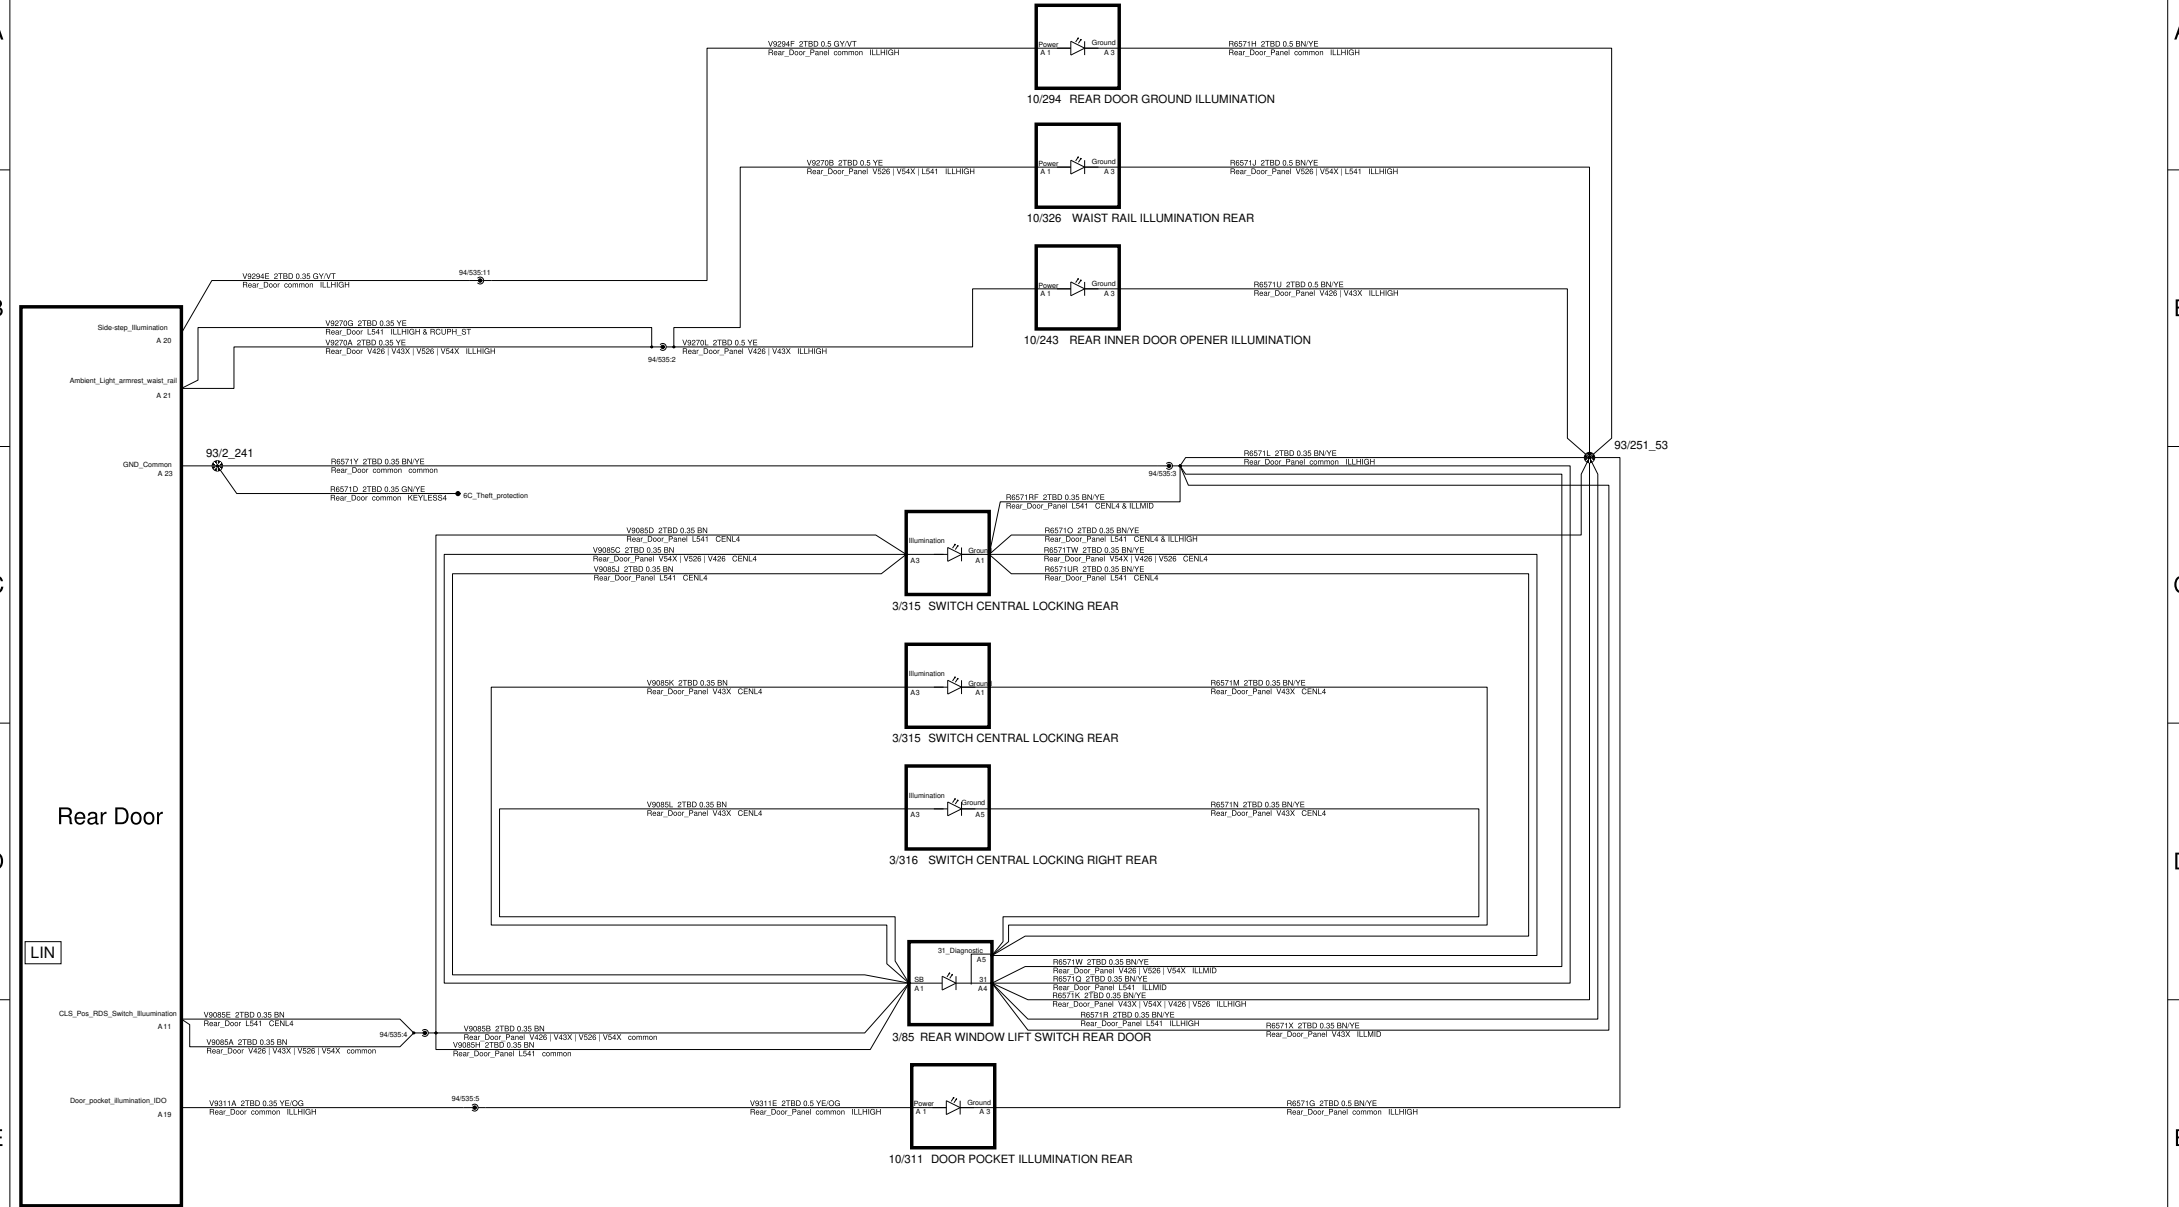 V9294F 2TBD 0.5 GY/VT
Rear_Door_Panel common ILLHIGH
Power
A 1
Ground
A 3
R6571H 2TBD 0.5 BN/YE
Rear_Door_Panel common ILLHIGH
10/294 REAR DOOR GROUND ILLUMINATION
V9270B 2TBD 0.5 YE
Rear_Door_Panel V526 | V54X | L541 ILLHIGH
Power
A 1
Ground
A 3
R6571J 2TBD 0.5 BN/YE
Rear_Door_Panel V526 | V54X | L541 ILLHIGH
10/326 WAIST RAIL ILLUMINATION REAR
V9294E 2TBD 0.35 GY/VT
Rear_Door common ILLHIGH
94/535:11
Power
A 1
Ground
A 3
R6571U 2TBD 0.5 BN/YE
Rear_Door_Panel V426 | V43X ILLHIGH
10/243 REAR INNER DOOR OPENER ILLUMINATION
Side-step_Illumination
A 20
V9270G 2TBD 0.35 YE
Rear_Door L541 ILLHIGH & RCUPH_ST
V9270A 2TBD 0.35 YE
Rear_Door V426 | V43X | V526 | V54X ILLHIGH
94/535:2
V9270L 2TBD 0.5 YE
Rear_Door_Panel V426 | V43X ILLHIGH
Ambient_Light_armrest_waist_rail
A 21
93/2_241
93/251_53
GND_Common
A 23
R6571Y 2TBD 0.35 BN/YE
Rear_Door common common
94/535:3
R6571L 2TBD 0.35 BN/YE
Rear_Door_Panel common ILLHIGH
R6571D 2TBD 0.35 GN/YE
Rear_Door common KEYLESS4
6C_Theft_protection
R6571RF 2TBD 0.35 BN/YE
Rear_Door_Panel L541 CENL4 & ILLMID
V9085D 2TBD 0.35 BN
Rear_Door_Panel L541 CENL4
V9085C 2TBD 0.35 BN
Rear_Door_Panel V54X | V526 | V426 CENL4
V9085J 2TBD 0.35 BN
Rear_Door_Panel L541 CENL4
Illumination
A3
Ground
A1
R6571O 2TBD 0.35 BN/YE
Rear_Door_Panel L541 CENL4 & ILLHIGH
R6571TW 2TBD 0.35 BN/YE
Rear_Door_Panel V54X | V426 | V526 CENL4
R6571UR 2TBD 0.35 BN/YE
Rear_Door_Panel L541 CENL4
3/315 SWITCH CENTRAL LOCKING REAR
V9085K 2TBD 0.35 BN
Rear_Door_Panel V43X CENL4
Illumination
A3
Ground
A1
R6571M 2TBD 0.35 BN/YE
Rear_Door_Panel V43X CENL4
3/315 SWITCH CENTRAL LOCKING REAR
Rear Door
V9085L 2TBD 0.35 BN
Rear_Door_Panel V43X CENL4
Illumination
A3
Ground
A5
R6571N 2TBD 0.35 BN/YE
Rear_Door_Panel V43X CENL4
3/316 SWITCH CENTRAL LOCKING RIGHT REAR
LIN
31_Diagnostic
A5
SB
A1
31
A4
R6571W 2TBD 0.35 BN/YE
Rear_Door_Panel V426 | V526 | V54X ILLMID
R6571Q 2TBD 0.35 BN/YE
Rear_Door_Panel L541 ILLMID
R6571K 2TBD 0.35 BN/YE
Rear_Door_Panel V43X | V54X | V426 | V526 ILLHIGH
R6571R 2TBD 0.35 BN/YE
Rear_Door_Panel L541 ILLHIGH
R6571X 2TBD 0.35 BN/YE
Rear_Door_Panel V43X ILLMID
3/85 REAR WINDOW LIFT SWITCH REAR DOOR
CLS_Pos_RDS_Switch_Illuumination
A11
V9085E 2TBD 0.35 BN
Rear_Door L541 CENL4
V9085A 2TBD 0.35 BN
Rear_Door V426 | V43X | V526 | V54X common
94/535:4
V9085B 2TBD 0.35 BN
Rear_Door_Panel V426 | V43X | V526 | V54X common
V9085H 2TBD 0.35 BN
Rear_Door_Panel L541 common
Door_pocket_illumination_IDO
A19
V9311A 2TBD 0.35 YE/OG
Rear_Door common ILLHIGH
94/535:5
V9311E 2TBD 0.5 YE/OG
Rear_Door_Panel common ILLHIGH
Power
A 1
Ground
A 3
R6571G 2TBD 0.5 BN/YE
Rear_Door_Panel common ILLHIGH
10/311 DOOR POCKET ILLUMINATION REAR